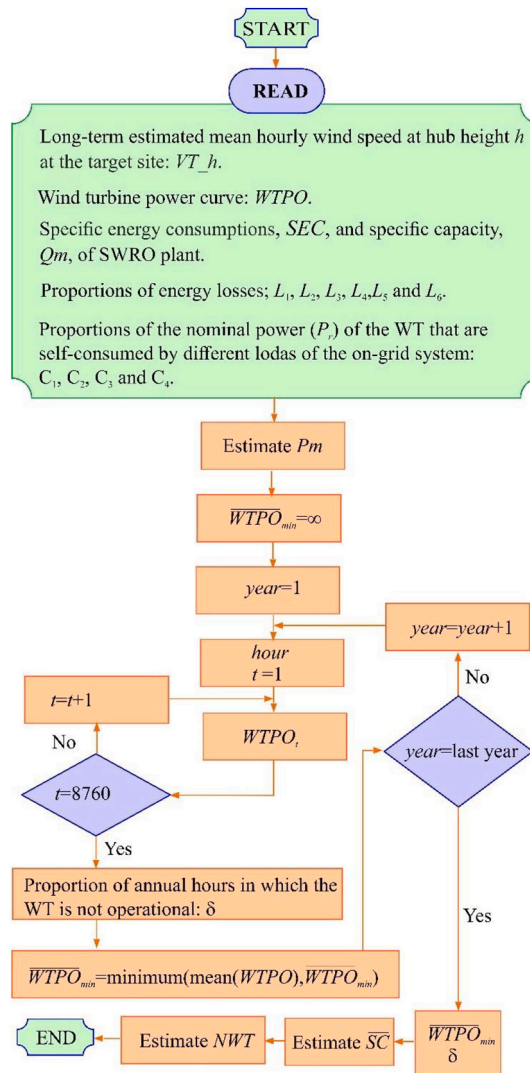 START
READ
Long-term estimated mean hourly wind speed at hub height h
at the target site: VT_h.
Wind turbine power curve: WTPO.
Specific energy consumptions, SEC, and specific capacity,
Qm, of SWRO plant.
Proportions of energy losses; L₁, L₂, L₃, L₄,L₅ and L₆.
Proportions of the nominal power (Pᵣ) of the WT that are
self-consumed by different lodas of the on-grid system:
C₁, C₂, C₃ and C₄.
Estimate Pm
W̅T̅P̅O̅ₘᵢₙ=∞
year=1
year=year+1
hour
t=1
t=t+1
No
No
WTPOₜ
year=last year
t=8760
Yes
Proportion of annual hours in which the
WT is not operational: δ
Yes
W̅T̅P̅O̅ₘᵢₙ=minimum(mean(WTPO),W̅T̅P̅O̅ₘᵢₙ)
END
Estimate NWT
Estimate S̅C̅
W̅T̅P̅O̅ₘᵢₙ
δ